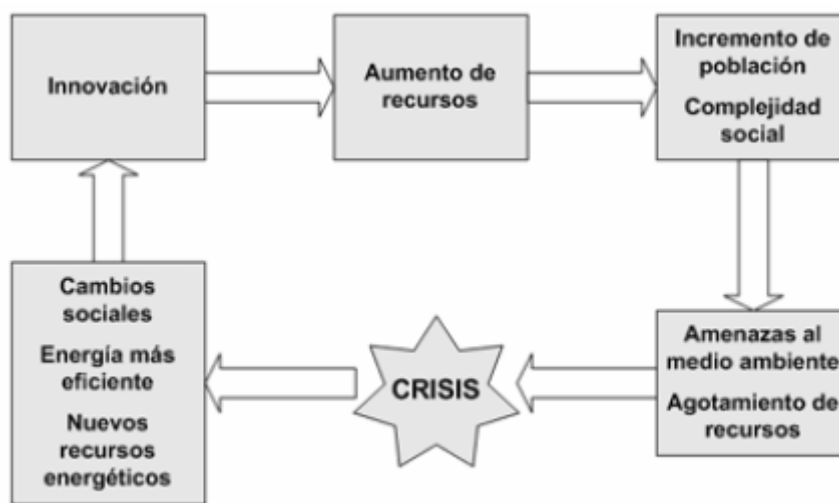 Innovación
Aumento de
recursos
Incremento de
población
Complejidad
social
Amenazas al
medio ambiente
Agotamiento de
recursos
CRISIS
Cambios
sociales
Energía más
eficiente
Nuevos
recursos
energéticos